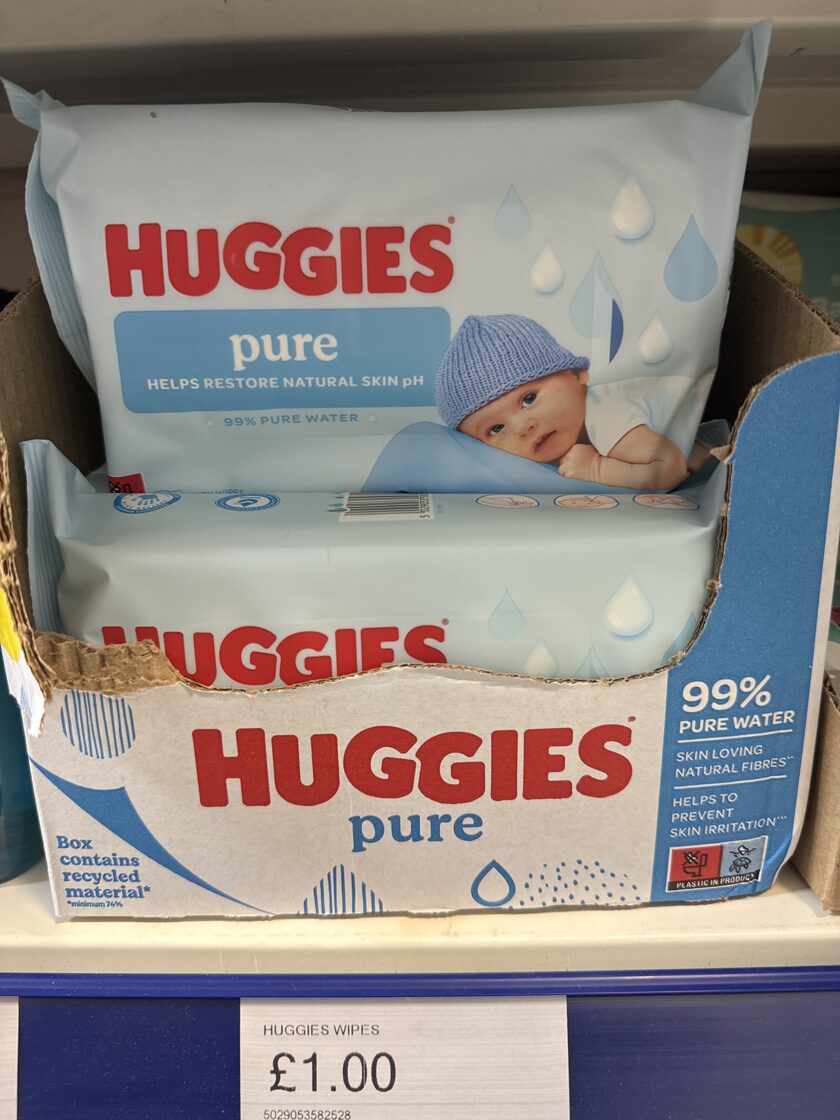 HUGGIES®
pure
HELPS RESTORE NATURAL SKIN pH
99% PURE WATER
HUGGIES®
HUGGIES®
pure
99%
PURE WATER
SKIN LOVING
NATURAL FIBRES**
HELPS TO
PREVENT
SKIN IRRITATION***
PLASTIC IN PRODUCT
Box
contains
recycled
material*
*minimum 74%
HUGGIES WIPES
£1.00
5029053582528